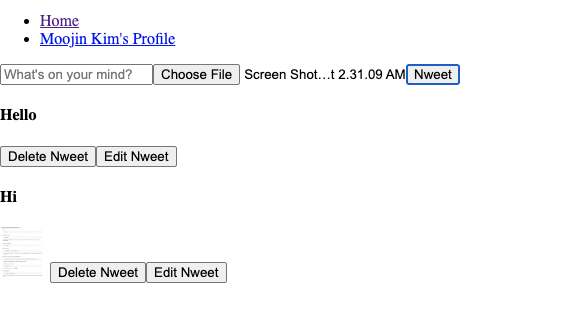 Home
Moojin Kim's Profile
What's on your mind? Choose File Screen Shot…t 2.31.09 AM Nweet
Hello
Delete Nweet Edit Nweet
Hi
Delete Nweet Edit Nweet